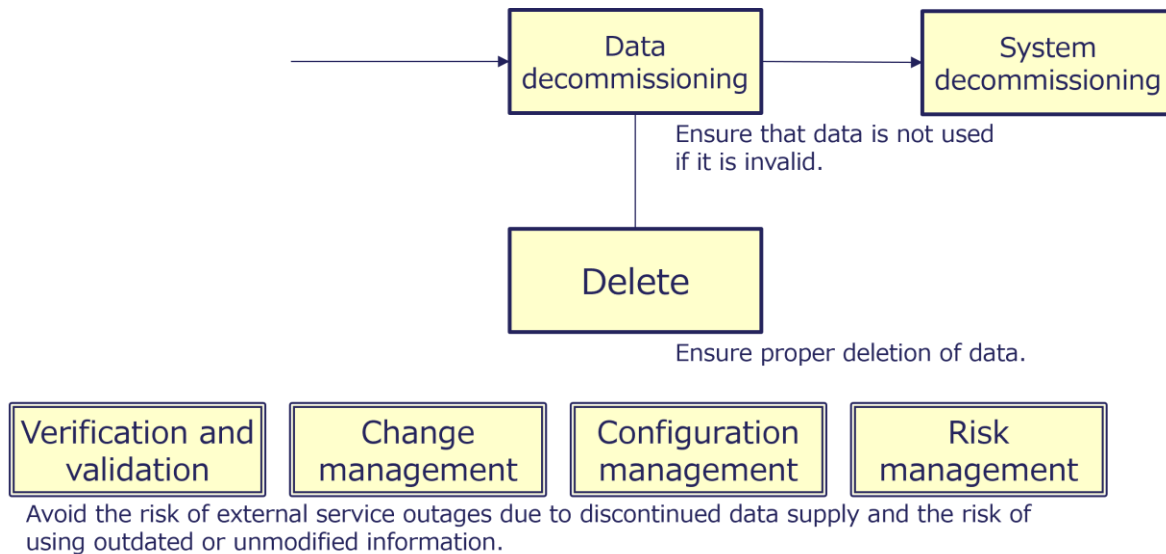 Data
decommissioning
System
decommissioning
Ensure that data is not used
if it is invalid.
Delete
Ensure proper deletion of data.
Verification and
validation
Change
management
Configuration
management
Risk
management
Avoid the risk of external service outages due to discontinued data supply and the risk of
using outdated or unmodified information.